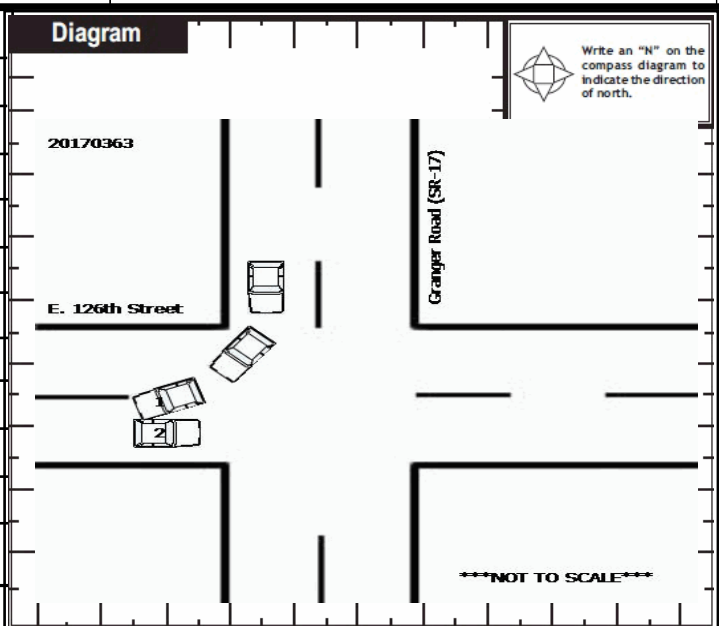 Diagram
Write an “N” on the
compass diagram to
indicate the direction
of north.
20170363
Granger Road (SR-17)
E. 126th Street
1
2
***NOT TO SCALE***